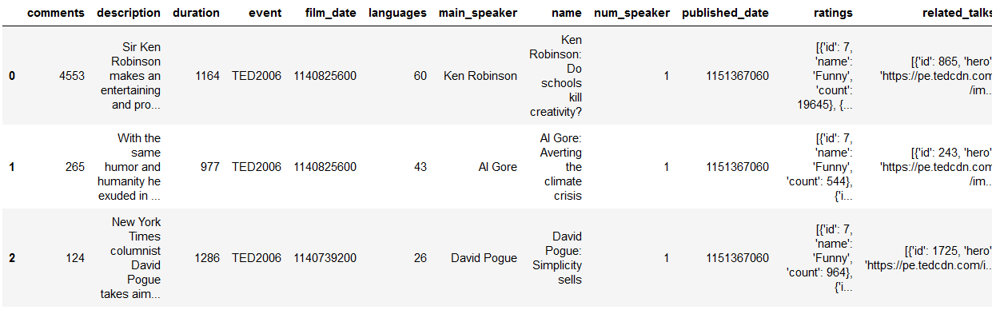 comments description duration event film_date languages main_speaker name num_speaker published_date ratings related_talks
0 4553 Sir Ken Robinson makes an entertaining and pro... 1164 TED2006 1140825600 60 Ken Robinson Ken Robinson: Do schools kill creativity? 1 1151367060 [{'id': 7, 'name': 'Funny', 'count': 19645}, {... [{'id': 865, 'hero' 'https://pe.tedcdn.com /im...
1 265 With the same humor and humanity he exuded in ... 977 TED2006 1140825600 43 Al Gore Al Gore: Averting the climate crisis 1 1151367060 [{'id': 7, 'name': 'Funny', 'count': 544}, {'i... [{'id': 243, 'hero' 'https://pe.tedcdn.com /im...
2 124 New York Times columnist David Pogue takes aim... 1286 TED2006 1140739200 26 David Pogue David Pogue: Simplicity sells 1 1151367060 [{'id': 7, 'name': 'Funny', 'count': 964}, {'i... [{'id': 1725, 'hero' 'https://pe.tedcdn.com/i...